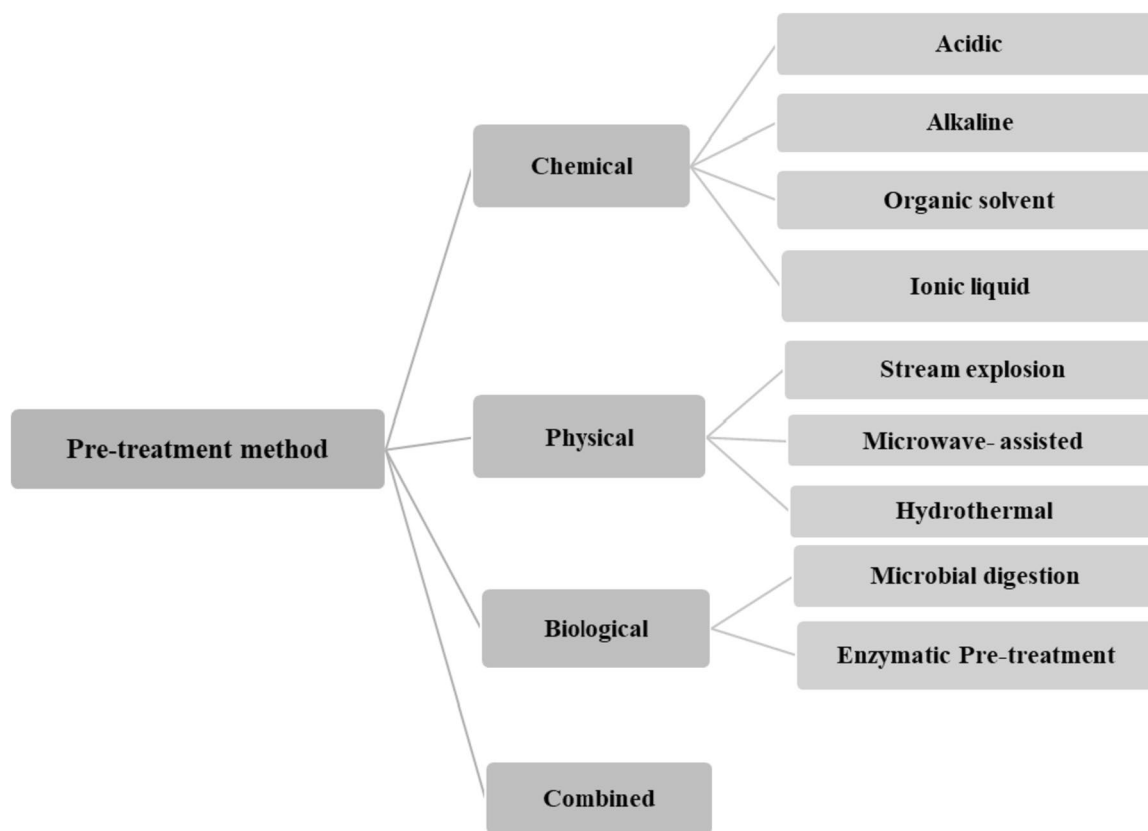 Pre-treatment method
Chemical
Acidic
Alkaline
Organic solvent
Ionic liquid
Physical
Stream explosion
Microwave- assisted
Hydrothermal
Biological
Microbial digestion
Enzymatic Pre-treatment
Combined